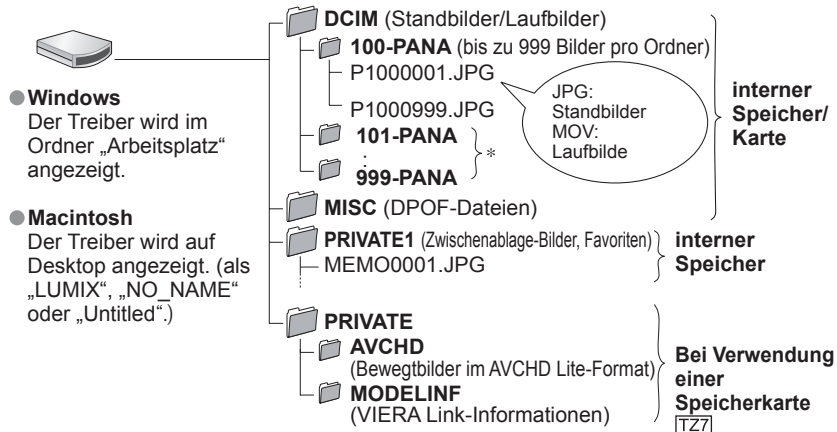 ● Windows
Der Treiber wird im
Ordner „Arbeitsplatz“
angezeigt.
● Macintosh
Der Treiber wird auf
Desktop angezeigt. (als
„LUMIX“, „NO_NAME“
oder „Untitled“.)
DCIM (Standbilder/Laufbilder)
100-PANA (bis zu 999 Bilder pro Ordner)
P1000001.JPG
P1000999.JPG
JPG:
Standbilder
MOV:
Laufbilde
101-PANA
:
999-PANA
*
MISC (DPOF-Dateien)
interner
Speicher/
Karte
PRIVATE1 (Zwischenablage-Bilder, Favoriten)
MEMO0001.JPG
interner
Speicher
PRIVATE
AVCHD
(Bewegtbilder im AVCHD Lite-Format)
MODELINF
(VIERA Link-Informationen)
Bei Verwendung
einer
Speicherkarte
TZ7